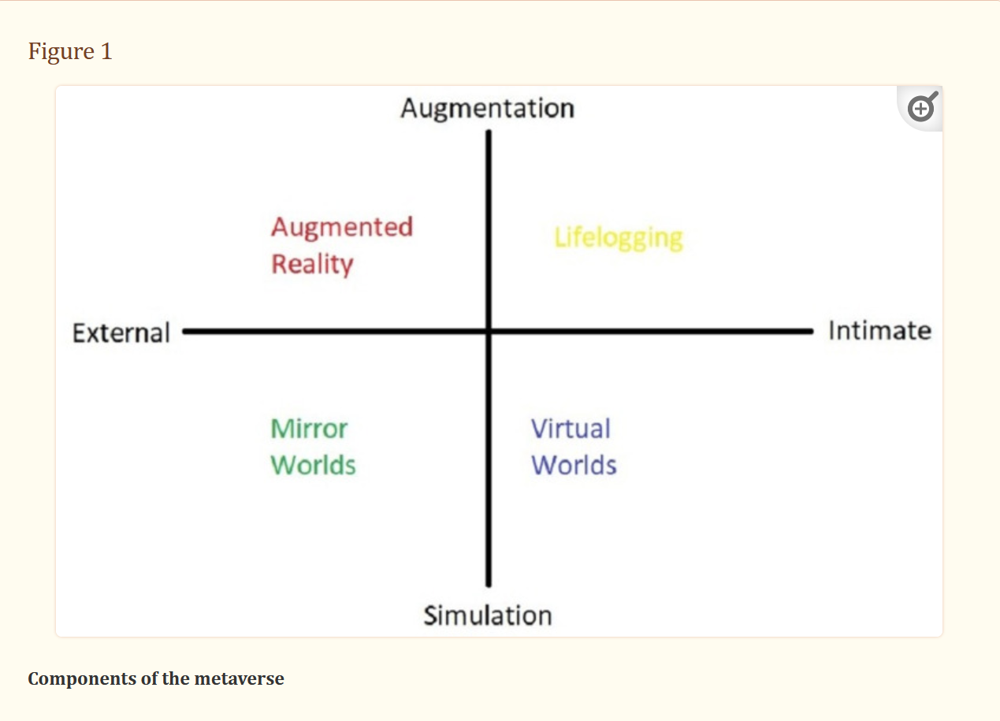 Figure 1
Augmentation
Augmented
Reality
Lifelogging
External
Intimate
Mirror
Worlds
Virtual
Worlds
Simulation
Components of the metaverse